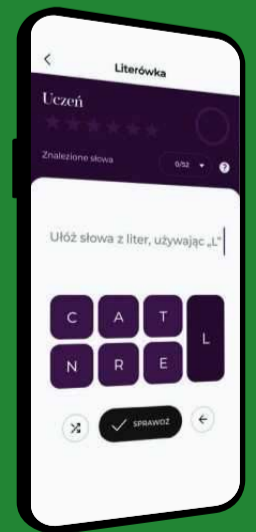 Literówka
Uczeń
Znalezione słowa 0/52 ?
Ułóż słowa z liter, używając „L"
C A T
L
N R E
SPRAWDŹ